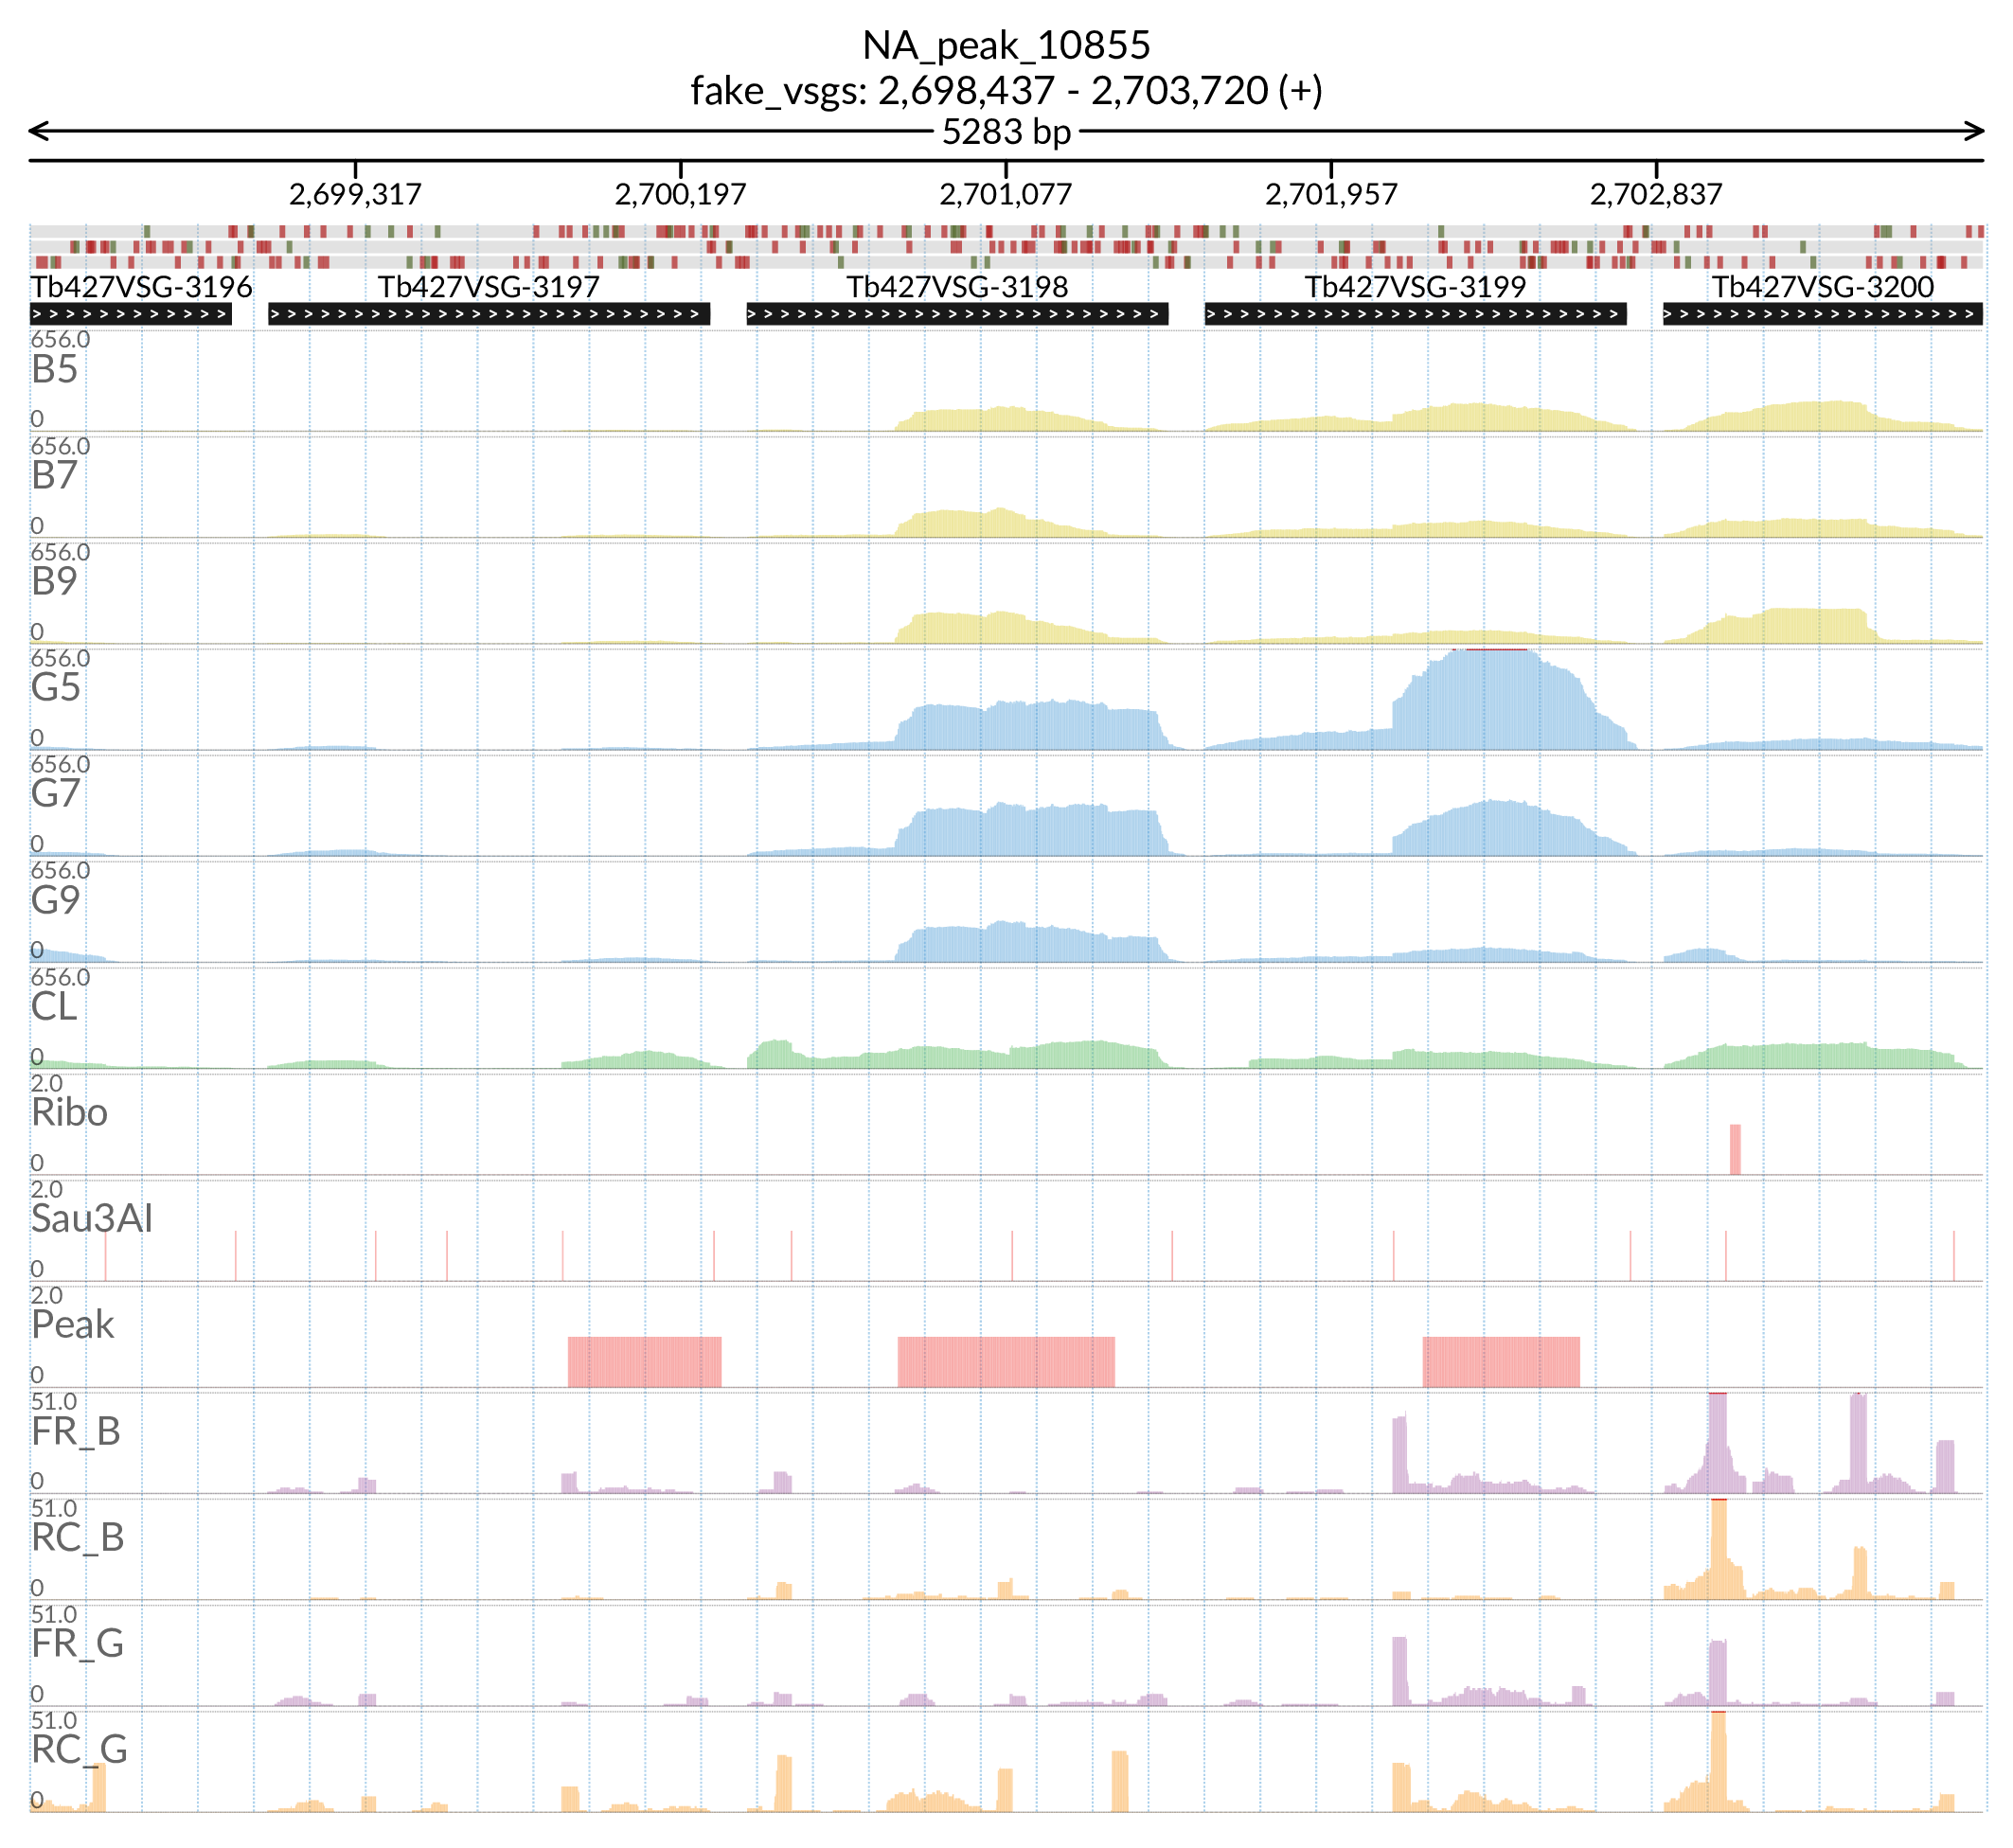 NA_peak_10855
fake_vsgs: 2,698,437 - 2,703,720 (+)
5283 bp
2,699,317 2,700,197 2,701,077 2,701,957 2,702,837
Tb427VSG-3196 Tb427VSG-3197 Tb427VSG-3198 Tb427VSG-3199 Tb427VSG-3200
656.0
B5
0
656.0
B7
0
656.0
B9
0
656.0
G5
0
656.0
G7
0
656.0
G9
0
656.0
CL
0
2.0
Ribo
0
2.0
Sau3AI
0
2.0
Peak
0
51.0
FR_B
0
51.0
RC_B
0
51.0
FR_G
0
51.0
RC_G
0